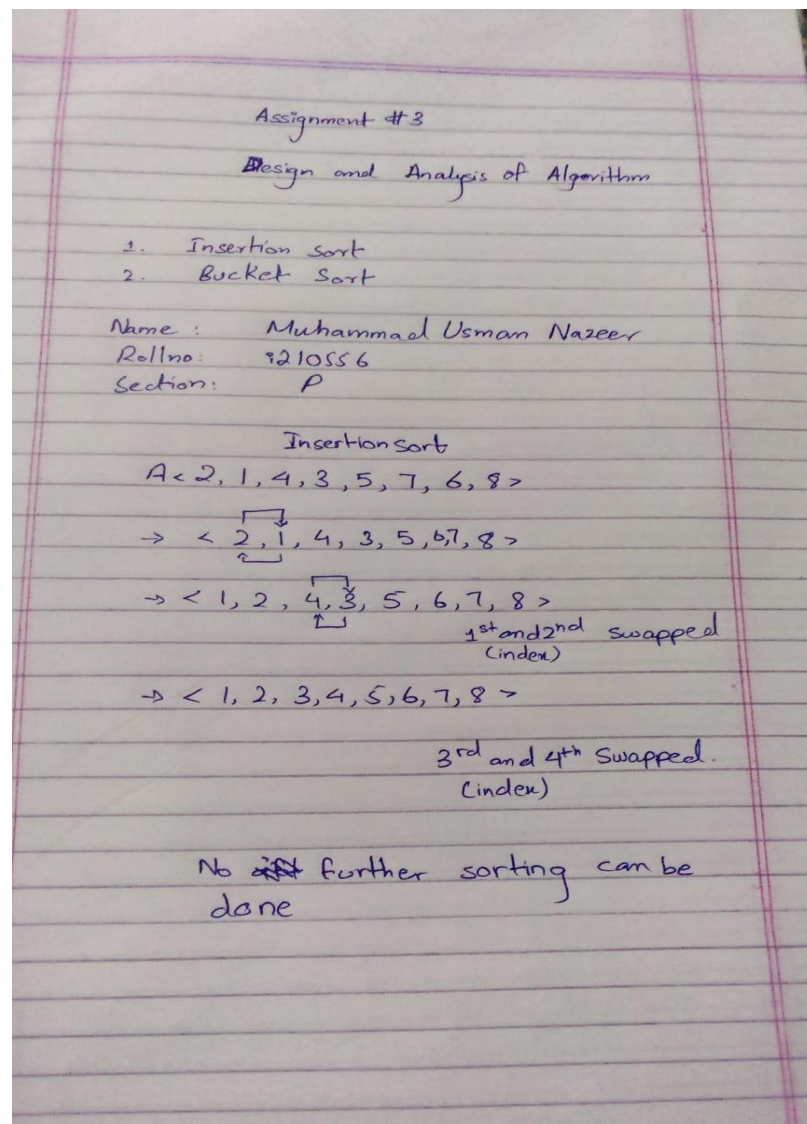 Assignment #3
Design and Analysis of Algorithm
1. Insertion sort
2. Bucket Sort
Name : Muhammad Usman Nazeer
Rollno: i210556
Section: P
Insertion sort
A< 2, 1, 4, 3, 5, 7, 6, 8 >
→ < 2, 1, 4, 3, 5, 6, 7, 8 >
→ < 1, 2, 4, 3, 5, 6, 7, 8 >
1st and 2nd swapped
(index)
→ < 1, 2, 3, 4, 5, 6, 7, 8 >
3rd and 4th Swapped.
(index)
No further sorting can be
done